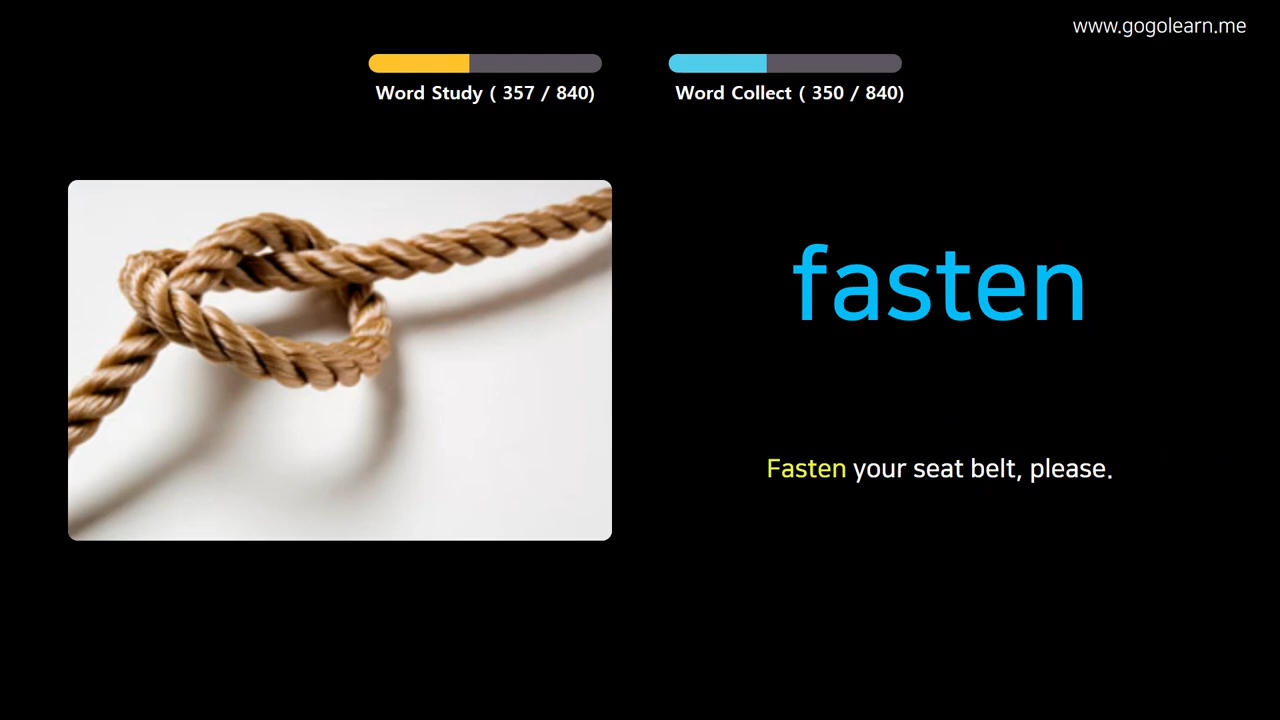 www.gogolearn.me
Word Study ( 357 / 840)
Word Collect ( 350 / 840)
fasten
Fasten your seat belt, please.